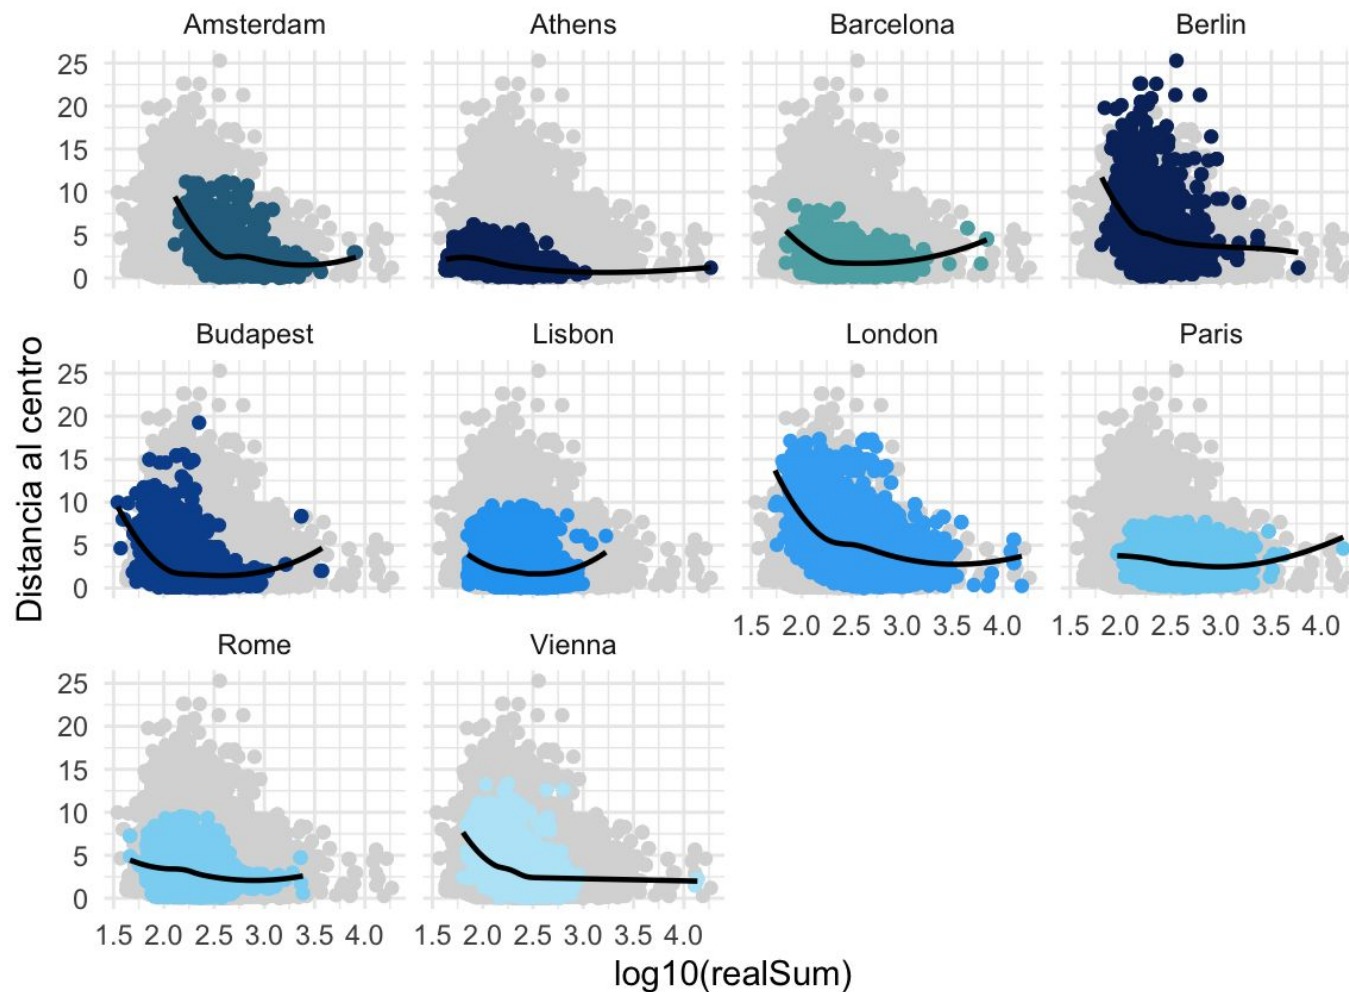 Amsterdam Athens Barcelona Berlin
25
20
15
10
5
0
Budapest Lisbon London Paris
25
20
15
10
5
0
1.5 2.0 2.5 3.0 3.5 4.0 1.5 2.0 2.5 3.0 3.5 4.0
Rome Vienna
25
20
15
10
5
0
1.5 2.0 2.5 3.0 3.5 4.0 1.5 2.0 2.5 3.0 3.5 4.0
Distancia al centro
log10(realSum)